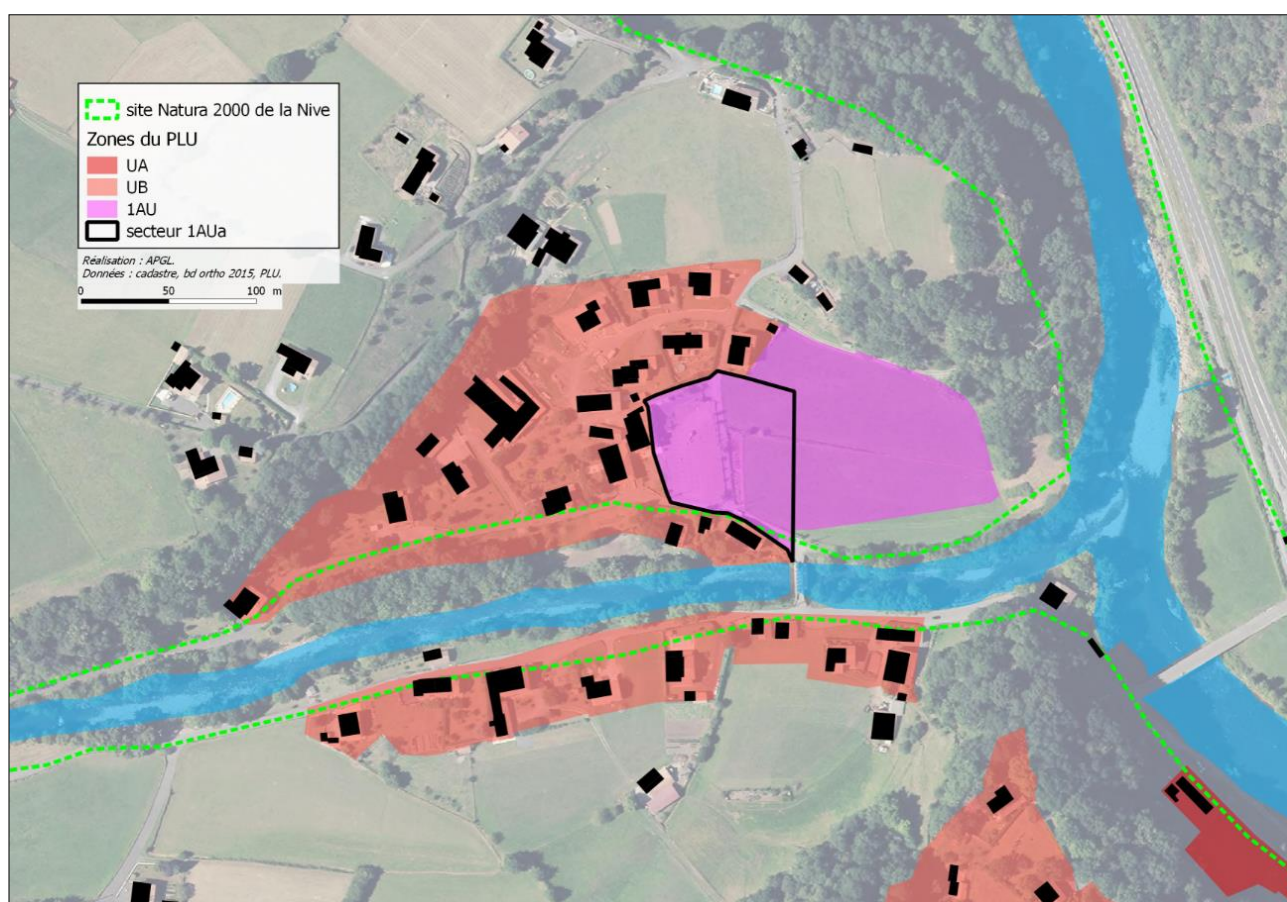 site Natura 2000 de la Nive
Zones du PLU
UA
UB
1AU
secteur 1AUa
Réalisation : APGL.
Données : cadastre, bd ortho 2015, PLU.
0 50 100 m